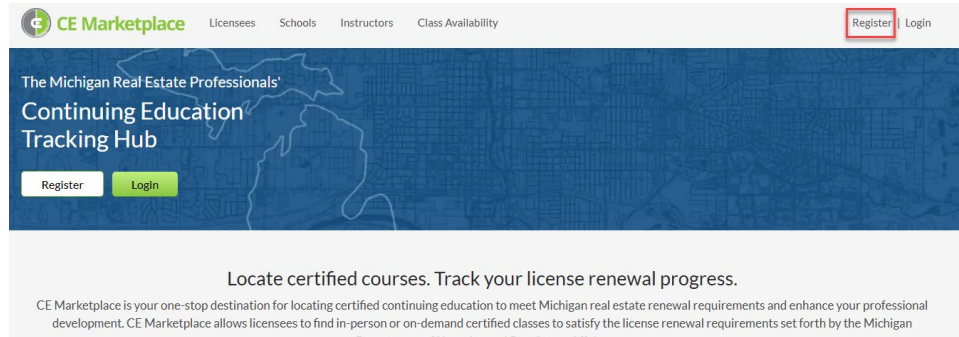 CE Marketplace Licensees Schools Instructors Class Availability Register | Login
The Michigan Real Estate Professionals'
Continuing Education
Tracking Hub
Register Login
Locate certified courses. Track your license renewal progress.
CE Marketplace is your one-stop destination for locating certified continuing education to meet Michigan real estate renewal requirements and enhance your professional
development. CE Marketplace allows licensees to find in-person or on-demand certified classes to satisfy the license renewal requirements set forth by the Michigan